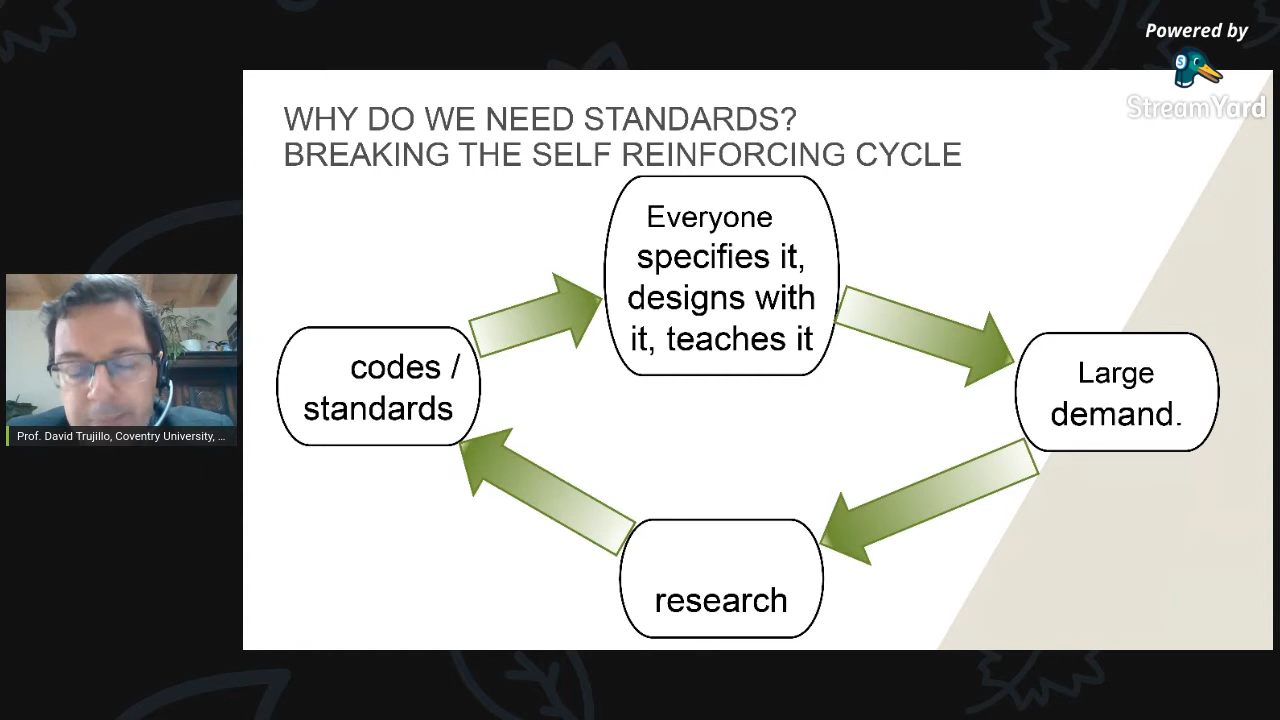 Powered by
StreamYard
WHY DO WE NEED STANDARDS?
BREAKING THE SELF REINFORCING CYCLE
Everyone
specifies it,
designs with
it, teaches it
codes /
standards
Large
demand.
research
Prof. David Trujillo, Coventry University, ...